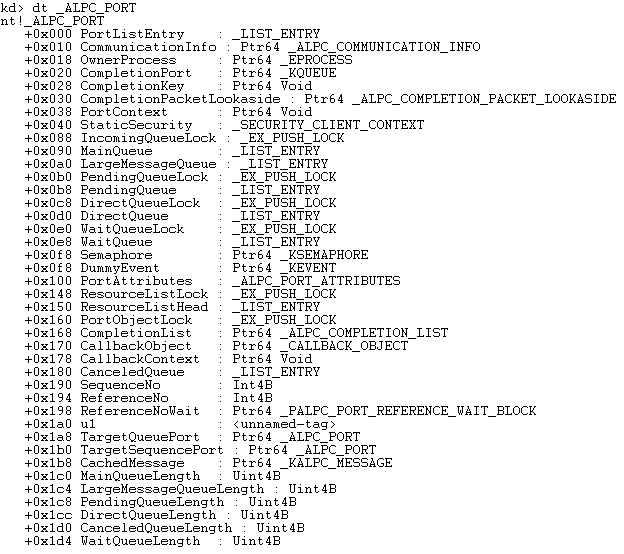 kd> dt _ALPC_PORT
nt!_ALPC_PORT
+0x000 PortListEntry : _LIST_ENTRY
+0x010 CommunicationInfo : Ptr64 _ALPC_COMMUNICATION_INFO
+0x018 OwnerProcess : Ptr64 _EPROCESS
+0x020 CompletionPort : Ptr64 _KQUEUE
+0x028 CompletionKey : Ptr64 Void
+0x030 CompletionPacketLookaside : Ptr64 _ALPC_COMPLETION_PACKET_LOOKASIDE
+0x038 PortContext : Ptr64 Void
+0x040 StaticSecurity : _SECURITY_CLIENT_CONTEXT
+0x088 IncomingQueueLock : _EX_PUSH_LOCK
+0x090 MainQueue : _LIST_ENTRY
+0x0a0 LargeMessageQueue : _LIST_ENTRY
+0x0b0 PendingQueueLock : _EX_PUSH_LOCK
+0x0b8 PendingQueue : _LIST_ENTRY
+0x0c8 DirectQueueLock : _EX_PUSH_LOCK
+0x0d0 DirectQueue : _LIST_ENTRY
+0x0e0 WaitQueueLock : _EX_PUSH_LOCK
+0x0e8 WaitQueue : _LIST_ENTRY
+0x0f8 Semaphore : Ptr64 _KSEMAPHORE
+0x0f8 DummyEvent : Ptr64 _KEVENT
+0x100 PortAttributes : _ALPC_PORT_ATTRIBUTES
+0x148 ResourceListLock : _EX_PUSH_LOCK
+0x150 ResourceListHead : _LIST_ENTRY
+0x160 PortObjectLock : _EX_PUSH_LOCK
+0x168 CompletionList : Ptr64 _ALPC_COMPLETION_LIST
+0x170 CallbackObject : Ptr64 _CALLBACK_OBJECT
+0x178 CallbackContext : Ptr64 Void
+0x180 CanceledQueue : _LIST_ENTRY
+0x190 SequenceNo : Int4B
+0x194 ReferenceNo : Int4B
+0x198 ReferenceNoWait : Ptr64 _PALPC_PORT_REFERENCE_WAIT_BLOCK
+0x1a0 u1 : <unnamed-tag>
+0x1a8 TargetQueuePort : Ptr64 _ALPC_PORT
+0x1b0 TargetSequencePort : Ptr64 _ALPC_PORT
+0x1b8 CachedMessage : Ptr64 _KALPC_MESSAGE
+0x1c0 MainQueueLength : Uint4B
+0x1c4 LargeMessageQueueLength : Uint4B
+0x1c8 PendingQueueLength : Uint4B
+0x1cc DirectQueueLength : Uint4B
+0x1d0 CanceledQueueLength : Uint4B
+0x1d4 WaitQueueLength : Uint4B